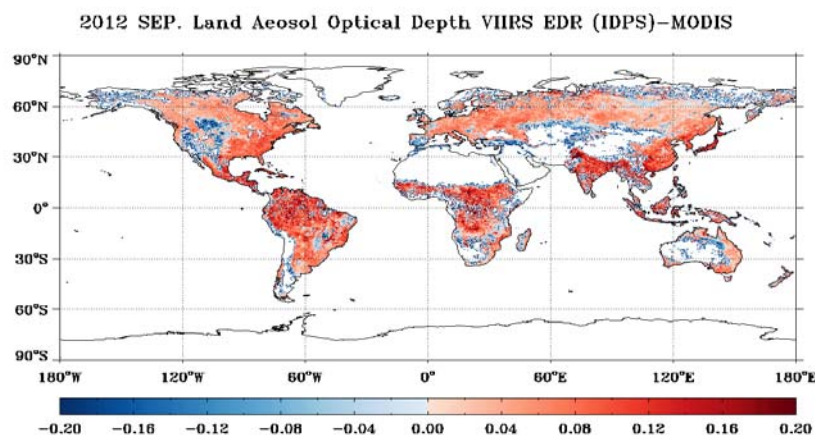 2012 SEP. Land Aeosol Optical Depth VIIRS EDR (IDPS)-MODIS
90°N
60°N
30°N
0°
30°S
60°S
90°S
180°W 120°W 60°W 0° 60°E 120°E 180°E
-0.20 -0.16 -0.12 -0.08 -0.04 0.00 0.04 0.08 0.12 0.16 0.20